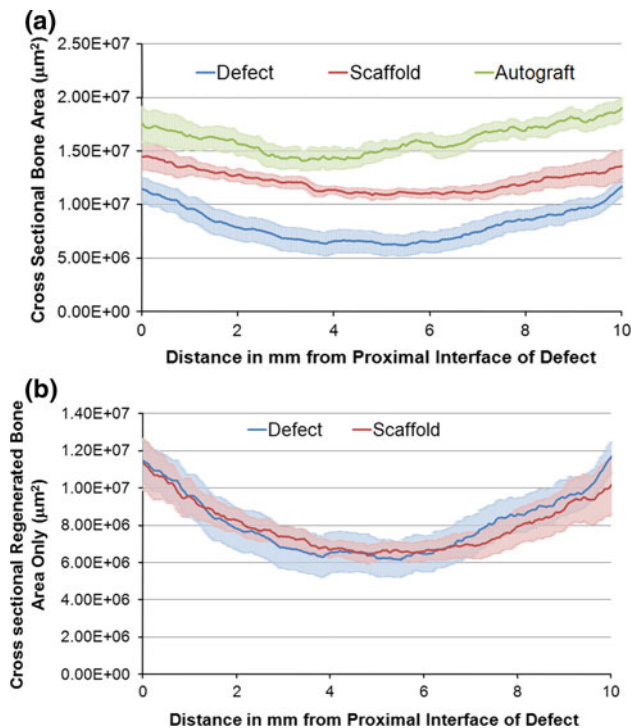 (a)
Cross Sectional Bone Area (µm²)
2.50E+07
2.00E+07
1.50E+07
1.00E+07
5.00E+06
0.00E+00
Defect Scaffold Autograft
0 2 4 6 8 10
Distance in mm from Proximal Interface of Defect
(b)
Cross sectional Regenerated Bone
Area Only (µm²)
1.40E+07
1.20E+07
1.00E+07
8.00E+06
6.00E+06
4.00E+06
2.00E+06
0.00E+00
Defect Scaffold
0 2 4 6 8 10
Distance in mm from Proximal Interface of Defect